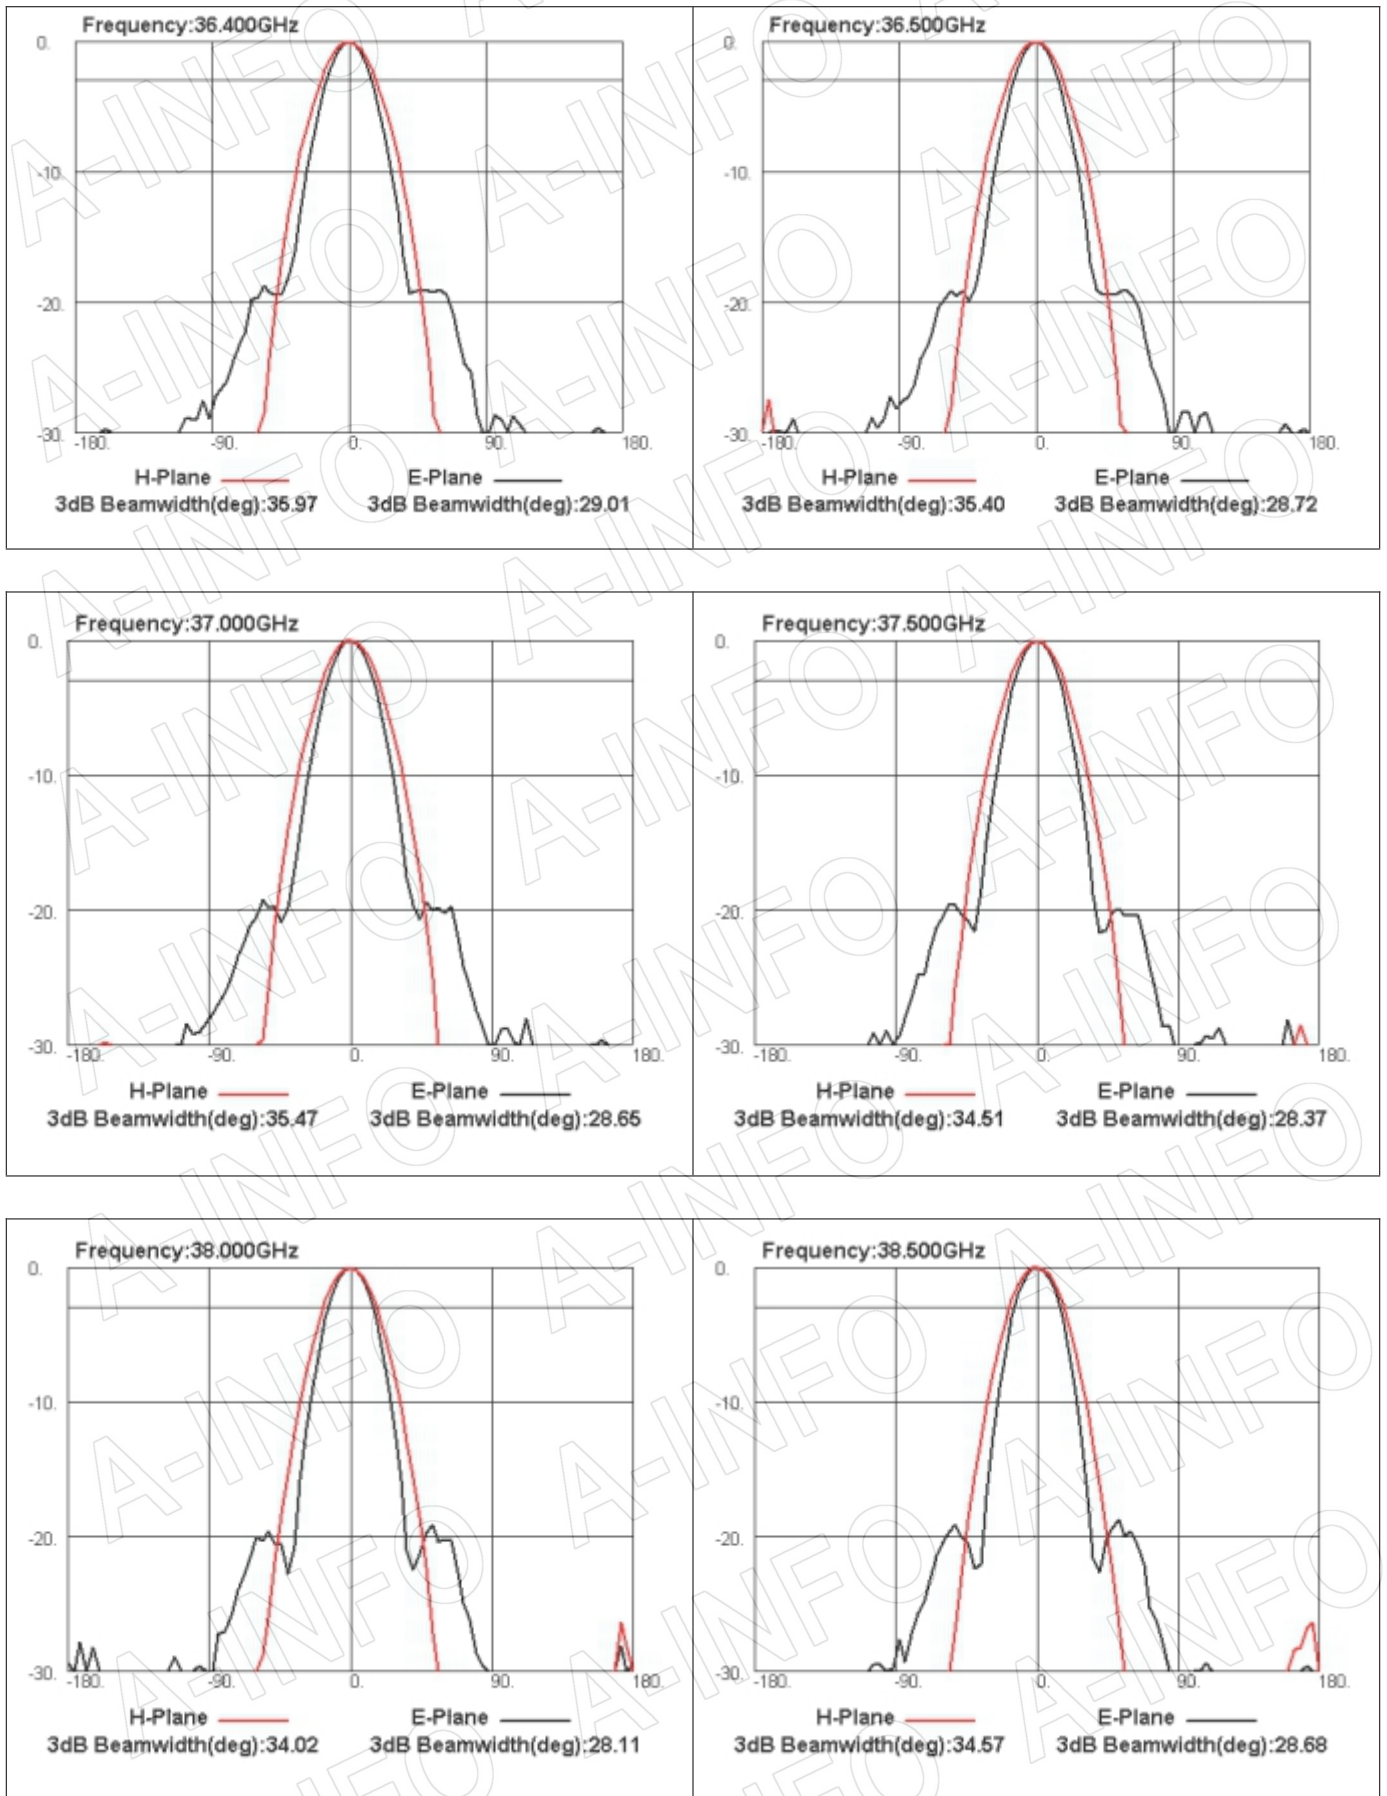 Frequency:36.400GHz
0.
-10.
-20.
-30.
-180. -90. 0. 90. 180.
H-Plane E-Plane
3dB Beamwidth(deg):35.97 3dB Beamwidth(deg):29.01
Frequency:36.500GHz
0.
-10.
-20.
-30.
-180. -90. 0. 90. 180.
H-Plane E-Plane
3dB Beamwidth(deg):35.40 3dB Beamwidth(deg):28.72
Frequency:37.000GHz
0.
-10.
-20.
-30.
-180. -90. 0. 90. 180.
H-Plane E-Plane
3dB Beamwidth(deg):35.47 3dB Beamwidth(deg):28.65
Frequency:37.500GHz
0.
-10.
-20.
-30.
-180. -90. 0. 90. 180.
H-Plane E-Plane
3dB Beamwidth(deg):34.51 3dB Beamwidth(deg):28.37
Frequency:38.000GHz
0.
-10.
-20.
-30.
-180. -90. 0. 90. 180.
H-Plane E-Plane
3dB Beamwidth(deg):34.02 3dB Beamwidth(deg):28.11
Frequency:38.500GHz
0.
-10.
-20.
-30.
-180. -90. 0. 90. 180.
H-Plane E-Plane
3dB Beamwidth(deg):34.57 3dB Beamwidth(deg):28.68
A-INFO